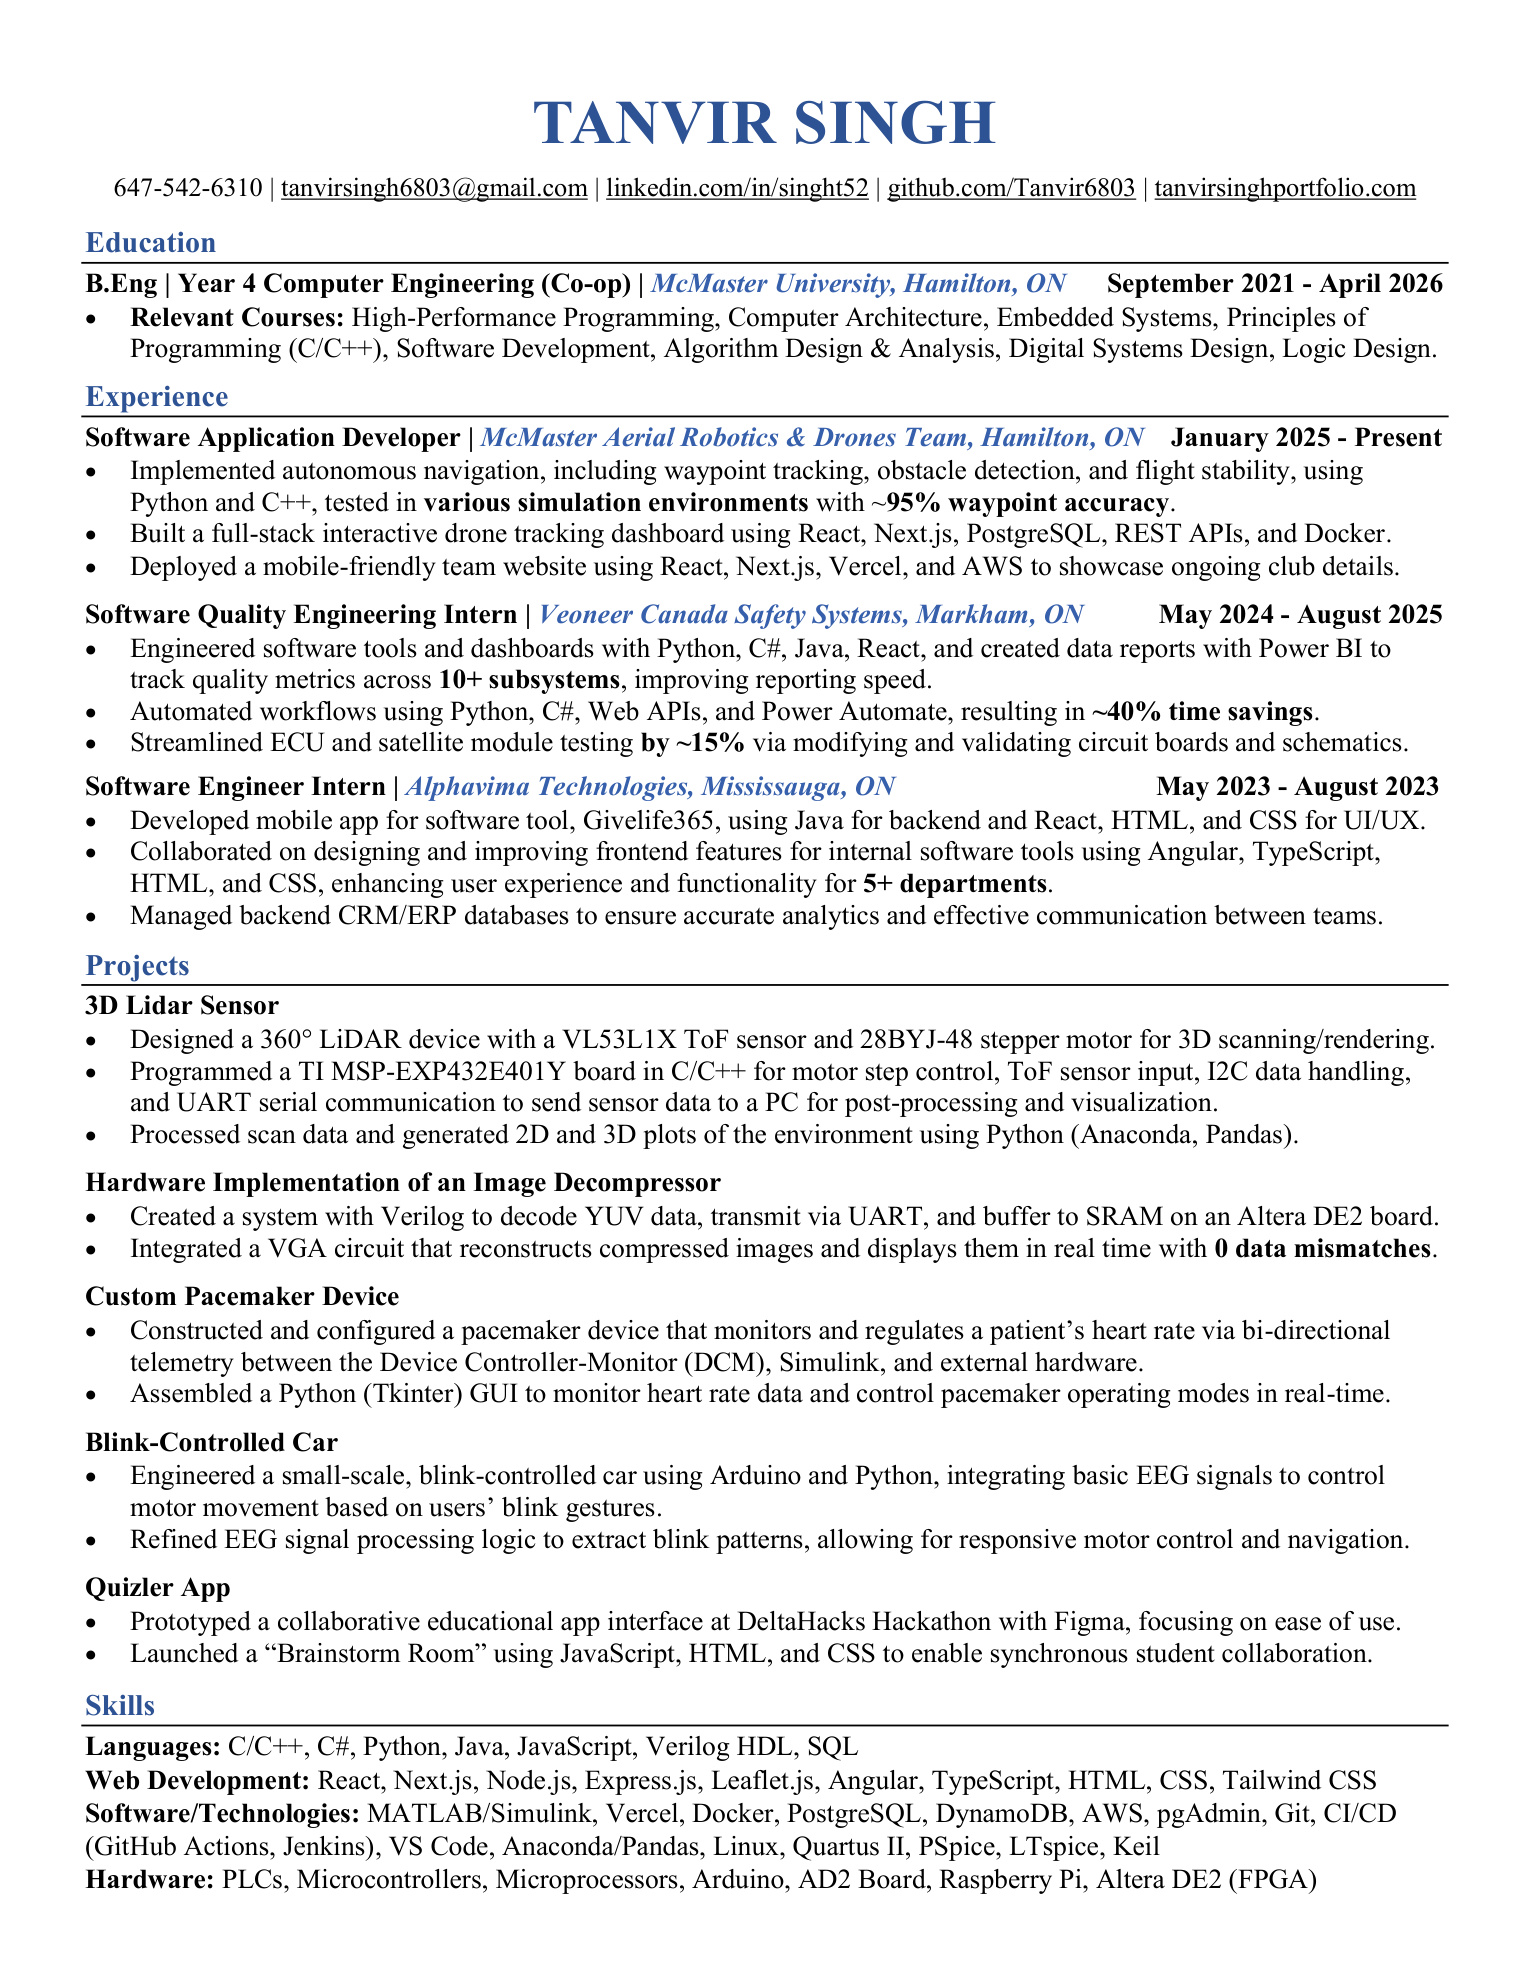 TANVIR SINGH
647-542-6310 | tanvirsingh6803@gmail.com | linkedin.com/in/singht52 | github.com/Tanvir6803 | tanvirsinghportfolio.com
Education
B.Eng | Year 4 Computer Engineering (Co-op) | McMaster University, Hamilton, ON September 2021 - April 2026
• Relevant Courses: High-Performance Programming, Computer Architecture, Embedded Systems, Principles of
Programming (C/C++), Software Development, Algorithm Design & Analysis, Digital Systems Design, Logic Design.
Experience
Software Application Developer | McMaster Aerial Robotics & Drones Team, Hamilton, ON January 2025 - Present
• Implemented autonomous navigation, including waypoint tracking, obstacle detection, and flight stability, using
Python and C++, tested in various simulation environments with ~95% waypoint accuracy.
• Built a full-stack interactive drone tracking dashboard using React, Next.js, PostgreSQL, REST APIs, and Docker.
• Deployed a mobile-friendly team website using React, Next.js, Vercel, and AWS to showcase ongoing club details.
Software Quality Engineering Intern | Veoneer Canada Safety Systems, Markham, ON May 2024 - August 2025
• Engineered software tools and dashboards with Python, C#, Java, React, and created data reports with Power BI to
track quality metrics across 10+ subsystems, improving reporting speed.
• Automated workflows using Python, C#, Web APIs, and Power Automate, resulting in ~40% time savings.
• Streamlined ECU and satellite module testing by ~15% via modifying and validating circuit boards and schematics.
Software Engineer Intern | Alphavima Technologies, Mississauga, ON May 2023 - August 2023
• Developed mobile app for software tool, Givelife365, using Java for backend and React, HTML, and CSS for UI/UX.
• Collaborated on designing and improving frontend features for internal software tools using Angular, TypeScript,
HTML, and CSS, enhancing user experience and functionality for 5+ departments.
• Managed backend CRM/ERP databases to ensure accurate analytics and effective communication between teams.
Projects
3D Lidar Sensor
• Designed a 360° LiDAR device with a VL53L1X ToF sensor and 28BYJ-48 stepper motor for 3D scanning/rendering.
• Programmed a TI MSP-EXP432E401Y board in C/C++ for motor step control, ToF sensor input, I2C data handling,
and UART serial communication to send sensor data to a PC for post-processing and visualization.
• Processed scan data and generated 2D and 3D plots of the environment using Python (Anaconda, Pandas).
Hardware Implementation of an Image Decompressor
• Created a system with Verilog to decode YUV data, transmit via UART, and buffer to SRAM on an Altera DE2 board.
• Integrated a VGA circuit that reconstructs compressed images and displays them in real time with 0 data mismatches.
Custom Pacemaker Device
• Constructed and configured a pacemaker device that monitors and regulates a patient’s heart rate via bi-directional
telemetry between the Device Controller-Monitor (DCM), Simulink, and external hardware.
• Assembled a Python (Tkinter) GUI to monitor heart rate data and control pacemaker operating modes in real-time.
Blink-Controlled Car
• Engineered a small-scale, blink-controlled car using Arduino and Python, integrating basic EEG signals to control
motor movement based on users’ blink gestures.
• Refined EEG signal processing logic to extract blink patterns, allowing for responsive motor control and navigation.
Quizler App
• Prototyped a collaborative educational app interface at DeltaHacks Hackathon with Figma, focusing on ease of use.
• Launched a “Brainstorm Room” using JavaScript, HTML, and CSS to enable synchronous student collaboration.
Skills
Languages: C/C++, C#, Python, Java, JavaScript, Verilog HDL, SQL
Web Development: React, Next.js, Node.js, Express.js, Leaflet.js, Angular, TypeScript, HTML, CSS, Tailwind CSS
Software/Technologies: MATLAB/Simulink, Vercel, Docker, PostgreSQL, DynamoDB, AWS, pgAdmin, Git, CI/CD
(GitHub Actions, Jenkins), VS Code, Anaconda/Pandas, Linux, Quartus II, PSpice, LTspice, Keil
Hardware: PLCs, Microcontrollers, Microprocessors, Arduino, AD2 Board, Raspberry Pi, Altera DE2 (FPGA)